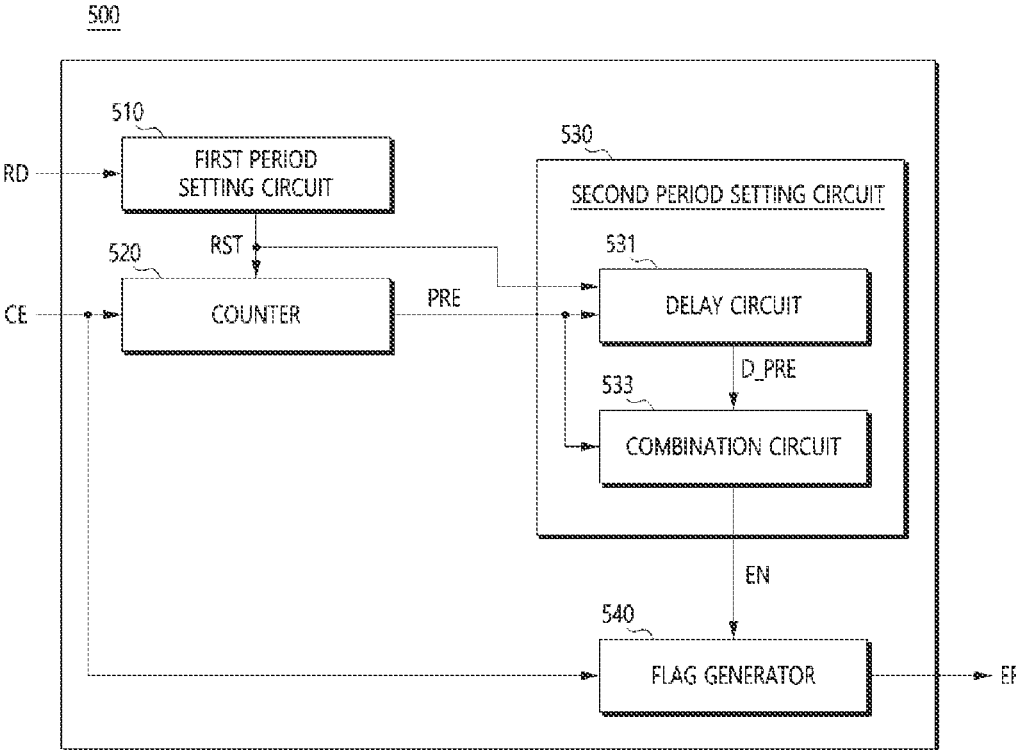 500
510
RD
FIRST PERIOD
SETTING CIRCUIT
530
SECOND PERIOD SETTING CIRCUIT
RST
520
531
CE
COUNTER
PRE
DELAY CIRCUIT
D_PRE
533
COMBINATION CIRCUIT
EN
540
FLAG GENERATOR